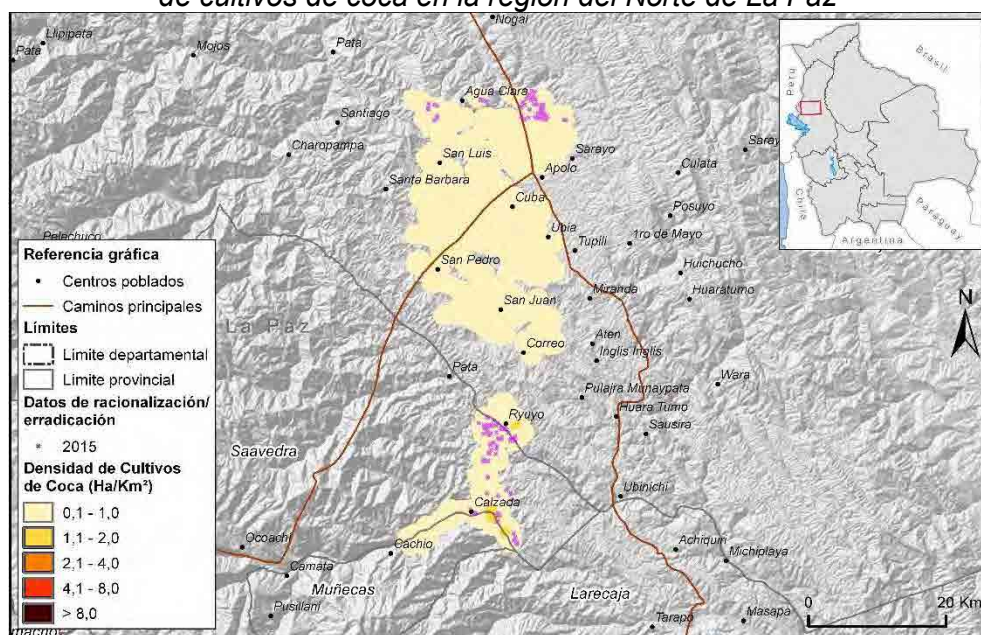 de cultivos de coca en la región del Norte de La Paz
Nogal
Llipipata
Pata
Mojos
Pata
Agua Clara
Santiago
Charopampa
San Luis
Sarayo
Santa Barbara
Apolo
Culata
Saray
Cuba
Posuyo
Ubia
Tupili
1ro de Mayo
Pelechuco
San Pedro
Huichucho
Miranda
Huaratumo
San Juan
La Paz
Correo
Aten
Inglis Inglis
Pata
Wara
Pulajra Munaypata
Ryuyo
Huara Tumo
Sausira
Saavedra
Calzada
Ubinichi
Ocoachi
Cachio
Achiquiri
Michiplaya
Camata
Muñecas
Larecaja
Pusillani
Masapa
Tarapo
macho
Referencia gráfica
Centros poblados
Caminos principales
Límites
Limite departamental
Limite provincial
Datos de racionalización/
erradicación
2015
Densidad de Cultivos
de Coca (Ha/Km²)
0,1 - 1,0
1,1 - 2,0
2,1 - 4,0
4,1 - 8,0
> 8,0
Brasil
Peru
Chile
Paraguay
Argentina
N
0 20 Km